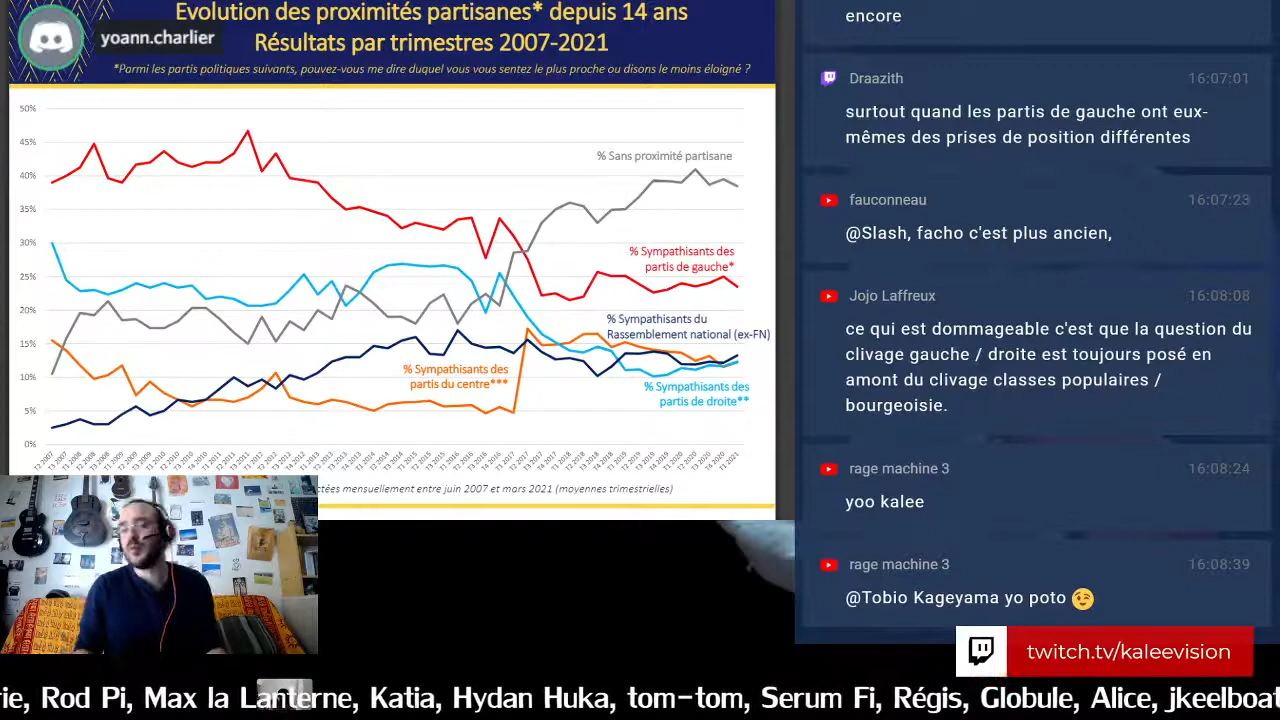 Evolution des proximités partisanes* depuis 14 ans
yoann.charlier
Résultats par trimestres 2007-2021
*Parmi les partis politiques suivants, pouvez-vous me dire duquel vous vous sentez le plus proche ou disons le moins éloigné ?
50%
45%
40%
35%
30%
25%
20%
15%
10%
5%
0%
% Sans proximité partisane
% Sympathisants des
partis de gauche*
% Sympathisants du
Rassemblement national (ex-FN)
% Sympathisants des
partis du centre***
% Sympathisants des
partis de droite**
ctées mensuellement entre juin 2007 et mars 2021 (moyennes trimestrielles)
encore
Draazith 16:07:01
surtout quand les partis de gauche ont eux-
mêmes des prises de position différentes
fauconneau 16:07:23
@Slash, facho c'est plus ancien,
Jojo Laffreux 16:08:08
ce qui est dommageable c'est que la question du
clivage gauche / droite est toujours posé en
amont du clivage classes populaires /
bourgeoisie.
rage machine 3 16:08:24
yoo kalee
rage machine 3 16:08:39
@Tobio Kageyama yo poto 😉
twitch.tv/kaleevision
rie, Rod Pi, Max la Lanterne, Katia, Hydan Huka, tom-tom, Serum Fi, Régis, Globule, Alice, jkeelboat